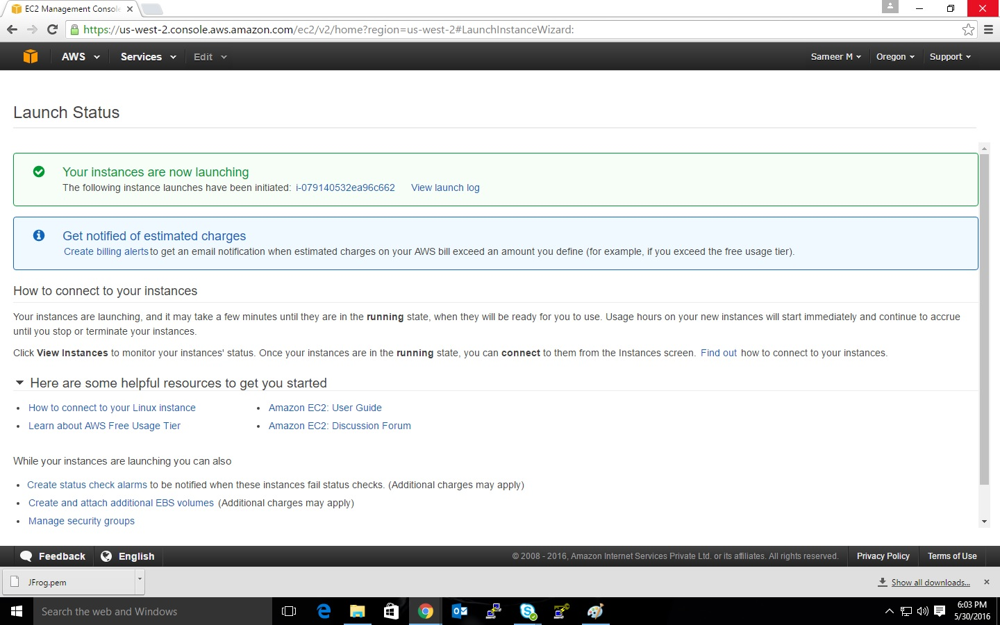 EC2 Management Consol
https://us-west-2.console.aws.amazon.com/ec2/v2/home?region=us-west-2#LaunchInstanceWizard:
AWS Services Edit Sameer M Oregon Support
Launch Status
Your instances are now launching
The following instance launches have been initiated: i-079140532ea96c662 View launch log
Get notified of estimated charges
Create billing alerts to get an email notification when estimated charges on your AWS bill exceed an amount you define (for example, if you exceed the free usage tier).
How to connect to your instances
Your instances are launching, and it may take a few minutes until they are in the running state, when they will be ready for you to use. Usage hours on your new instances will start immediately and continue to accrue
until you stop or terminate your instances.
Click View Instances to monitor your instances' status. Once your instances are in the running state, you can connect to them from the Instances screen. Find out how to connect to your instances.
Here are some helpful resources to get you started
• How to connect to your Linux instance • Amazon EC2: User Guide
• Learn about AWS Free Usage Tier • Amazon EC2: Discussion Forum
While your instances are launching you can also
• Create status check alarms to be notified when these instances fail status checks. (Additional charges may apply)
• Create and attach additional EBS volumes (Additional charges may apply)
• Manage security groups
Feedback English © 2008 - 2016, Amazon Internet Services Private Ltd. or its affiliates. All rights reserved. Privacy Policy Terms of Use
JFrog.pem Show all downloads...
Search the web and Windows 6:03 PM
5/30/2016